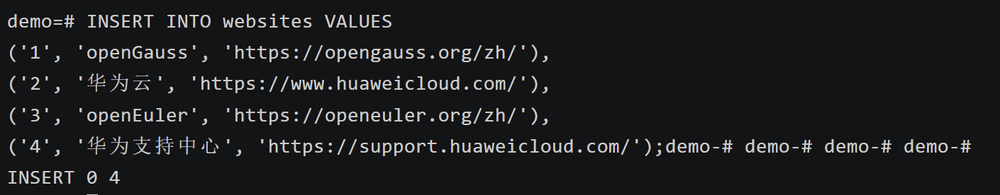 demo=# INSERT INTO websites VALUES
('1', 'openGauss', 'https://opengauss.org/zh/'),
('2', '华为云', 'https://www.huaweicloud.com/'),
('3', 'openEuler', 'https://openeuler.org/zh/'),
('4', '华为支持中心', 'https://support.huaweicloud.com/');demo-# demo-# demo-# demo-#
INSERT 0 4